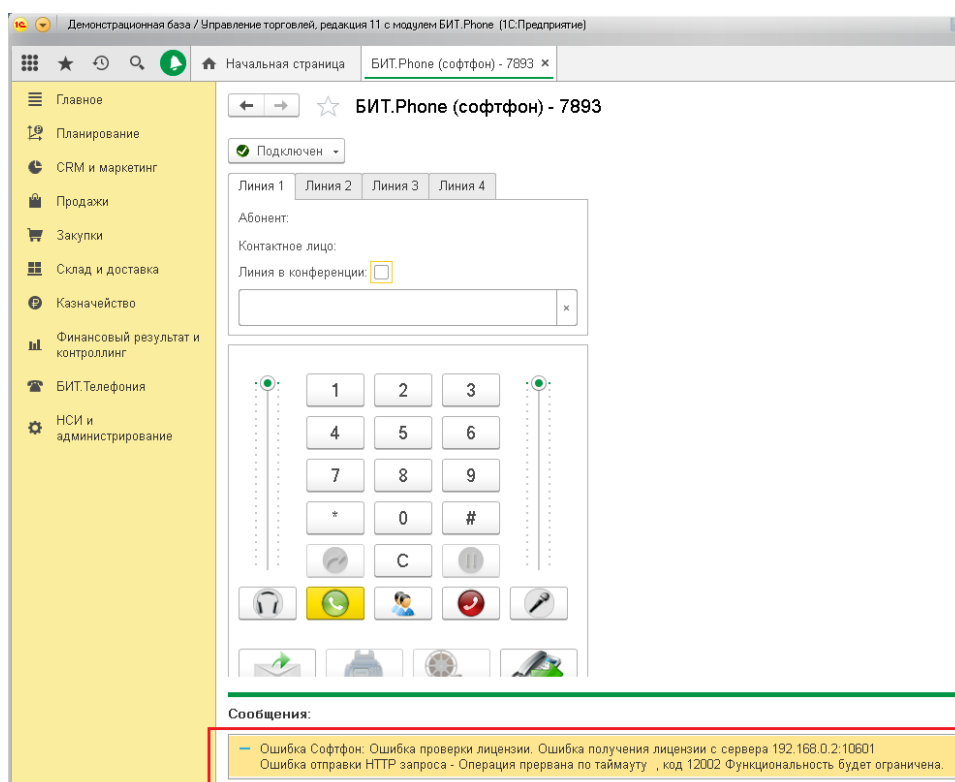 1С Демонстрационная база / Управление торговлей, редакция 11 с модулем БИТ.Phone (1С:Предприятие)
Начальная страница БИТ.Phone (софтфон) - 7893 ×
Главное
БИТ.Phone (софтфон) - 7893
Планирование
Подключен
CRM и маркетинг
Линия 1 Линия 2 Линия 3 Линия 4
Продажи
Абонент:
Закупки
Контактное лицо:
Склад и доставка
Линия в конференции:
Казначейство
×
Финансовый результат и
контроллинг
БИТ.Телефония
НСИ и
администрирование
1 2 3
4 5 6
7 8 9
* 0 #
C
Сообщения:
Ошибка Софтфон: Ошибка проверки лицензии. Ошибка получения лицензии с сервера 192.168.0.2:10601
Ошибка отправки HTTP запроса - Операция прервана по таймауту , код 12002 Функциональность будет ограничена.